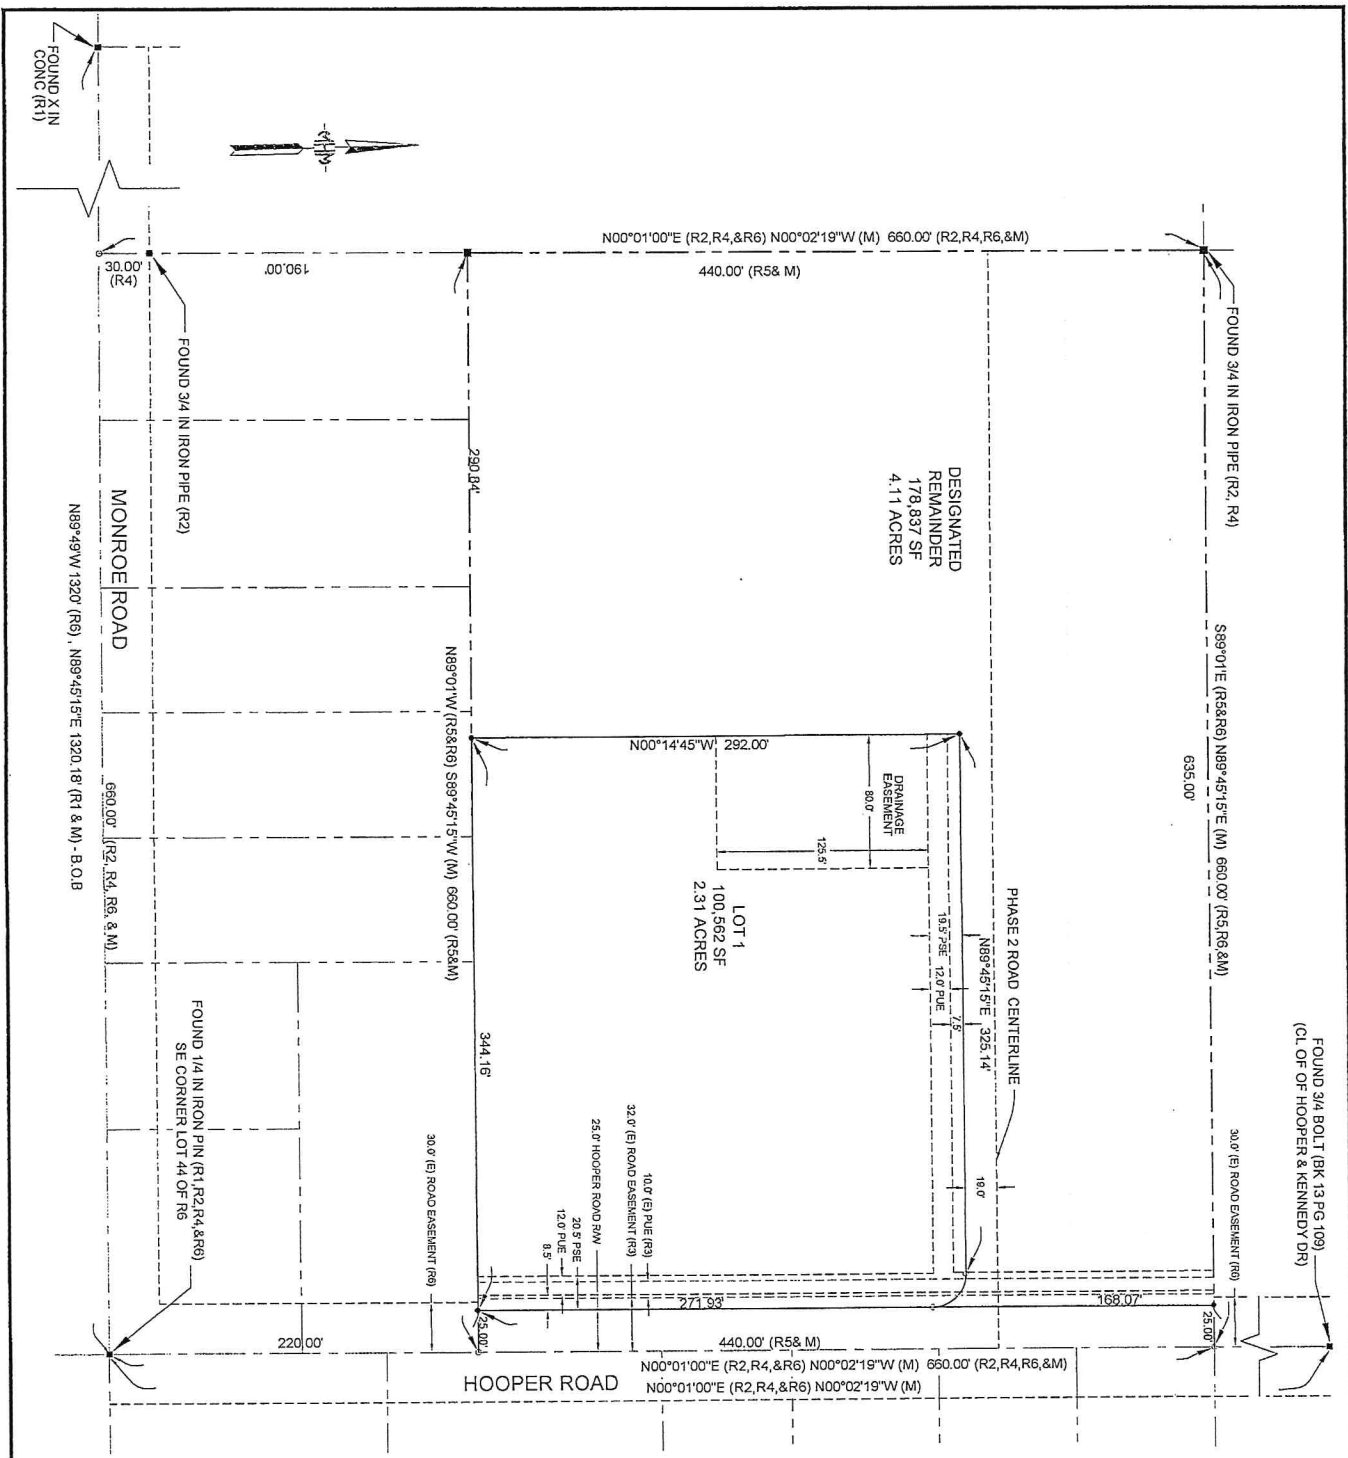 FOUND X IN
CONC (R1)
30.00'
(R4)
190.00'
N00°01'00"E (R2,R4,&R6) N00°02'19"W (M) 660.00' (R2,R4,R6,&M)
440.00' (R5& M)
FOUND 3/4 IN IRON PIPE (R2)
FOUND 3/4 IN IRON PIPE (R2, R4)
290.84'
DESIGNATED
REMAINDER
178,837 SF
4.11 ACRES
MONROE ROAD
N89°49'W 1320' (R6) , N89°45'15"E 1320.18' (R1 & M) - B.O.B
N89°01'W (R5&R6) S89°45'15"W (M) 660.00' (R5&M)
S89°01'E (R5&R6) N89°45'15"E (M) 660.00' (R5,R6,&M)
635.00'
N00°14'45"W 292.00'
DRAINAGE
EASEMENT
80.0'
125.5'
LOT 1
100,562 SF
2.31 ACRES
660.00' (R2, R4, R6, & M)
19.5' PSE
12.0' PUE
7.5'
N89°45'15"E 325.14'
PHASE 2 ROAD CENTERLINE
19.0'
344.16'
FOUND 1/4 IN IRON PIN (R1,R2,R4,&R6)
SE CORNER LOT 44 OF R6
FOUND 3/4 BOLT (BK 13 PG 109)
(CL OF OF HOOPER & KENNEDY DR)
30.0' (E) ROAD EASEMENT (R6)
30.0' (E) ROAD EASEMENT (R6)
10.0' (E) PUE (R3)
32.0' (E) ROAD EASEMENT (R3)
25.0' HOOPER ROAD R/W
20.5' PSE
12.0' PUE
8.5'
271.93'
168.07'
25.00'
25.00'
220.00'
440.00' (R5& M)
N00°01'00"E (R2,R4,&R6) N00°02'19"W (M) 660.00' (R2,R4,R6,&M)
HOOPER ROAD
N00°01'00"E (R2,R4,&R6) N00°02'19"W (M)